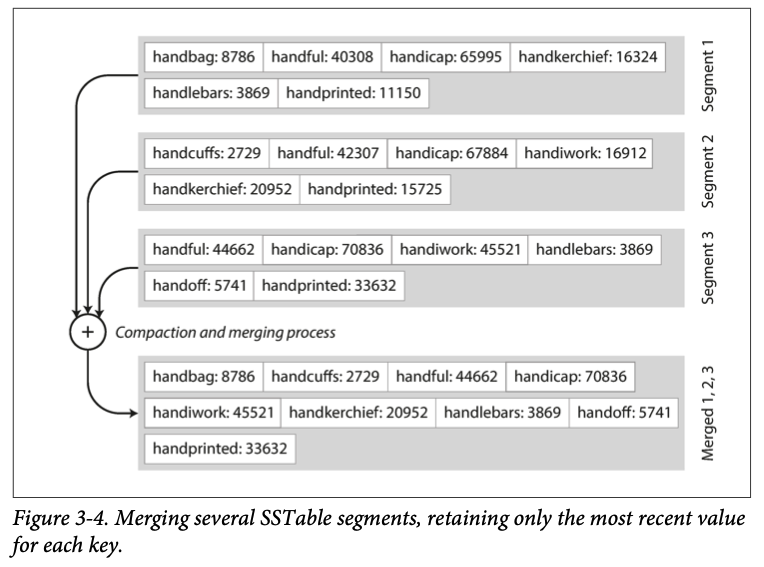 handbag: 8786 handful: 40308 handicap: 65995 handkerchief: 16324
handlebars: 3869 handprinted: 11150
Segment 1
handcuffs: 2729 handful: 42307 handicap: 67884 handiwork: 16912
handkerchief: 20952 handprinted: 15725
Segment 2
handful: 44662 handicap: 70836 handiwork: 45521 handlebars: 3869
handoff: 5741 handprinted: 33632
Segment 3
+ Compaction and merging process
handbag: 8786 handcuffs: 2729 handful: 44662 handicap: 70836
handiwork: 45521 handkerchief: 20952 handlebars: 3869 handoff: 5741
handprinted: 33632
Merged 1, 2, 3
Figure 3-4. Merging several SSTable segments, retaining only the most recent value
for each key.